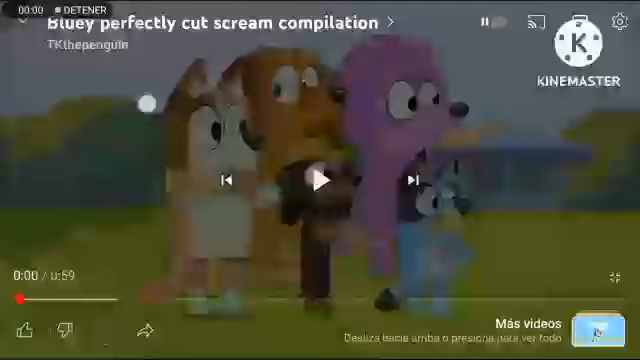 00:00 DETENER
Bluey perfectly cut scream compilation
TKthepenguin
KINEMASTER
0:00 / 0:59
Más videos
Desliza hacia arriba o presiona para ver todo